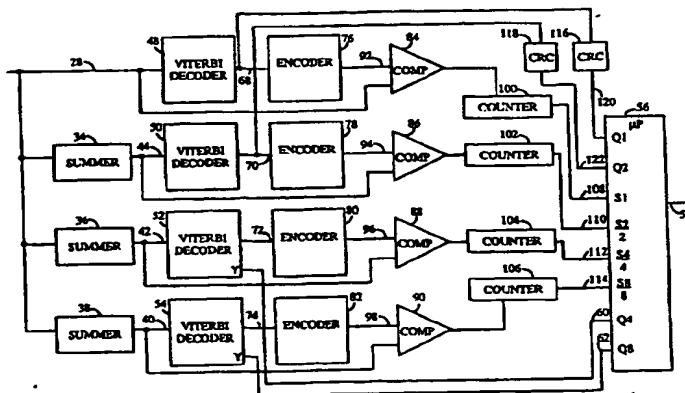 48
VITERBI
DECODER
68
76
ENCODER
92
84
COMP
118
CRC
116
CRC
120
28
100
COUNTER
56
μP
Q1
34
SUMMER
44
50
VITERBI
DECODER
70
78
ENCODER
94
86
COMP
102
COUNTER
122
Q2
108
S1
110
S2
2
36
SUMMER
42
52
VITERBI
DECODER
Y
72
80
ENCODER
96
88
COMP
104
COUNTER
112
S4
4
106
COUNTER
114
S8
8
38
SUMMER
40
54
VITERBI
DECODER
Y
74
82
ENCODER
98
90
COMP
60
Q4
62
Q8